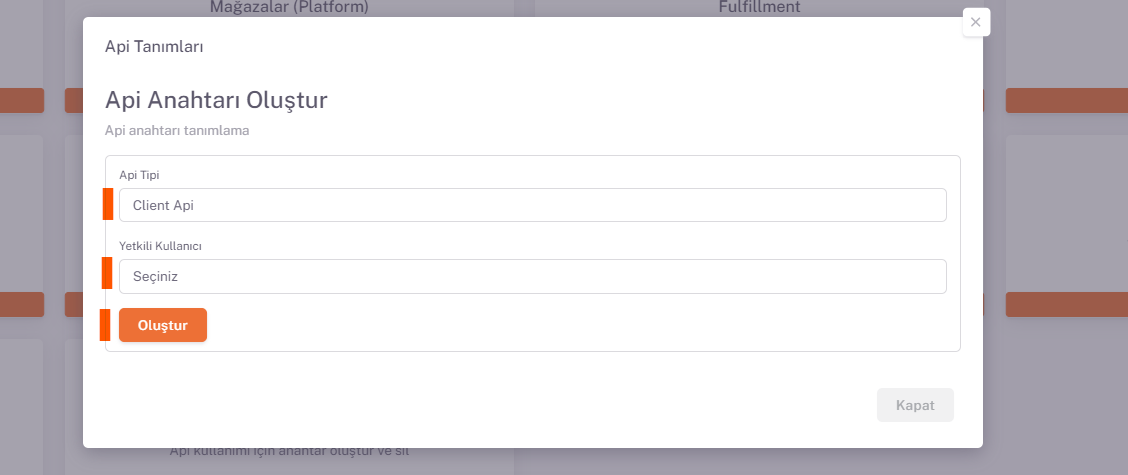 Mağazalar (Platform)
Fulfillment
Api Tanımları
Api Anahtarı Oluştur
Api anahtarı tanımlama
Api Tipi
Client Api
Yetkili Kullanıcı
Seçiniz
Oluştur
Kapat
Api kullanımı için anahtar oluştur ve sil